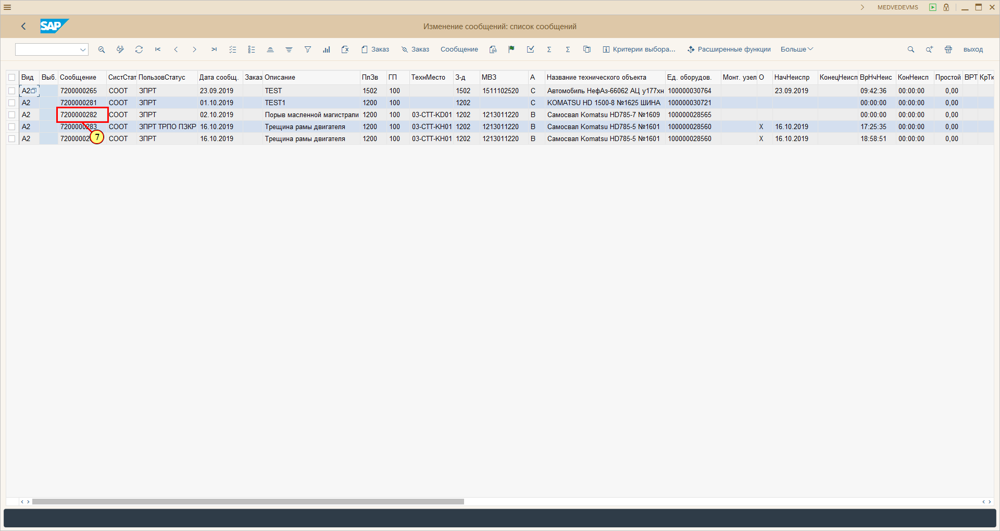 MEDVEDEVMS
SAP Изменение сообщений: список сообщений
Заказ Заказ Сообщение Критерии выбора... Расширенные функции Больше выход
Вид Выб. Сообщение СистСтат ПользовСтатус Дата сообщ. Заказ Описание ПлЗв ГП ТехнМесто З-д МВЗ A Название технического объекта Ед. оборудов. Монт. узел О НачНеиспр КонецНеисп ВрНчНеис КонНеисп Простой ВРТ КрТк
A2 7200000265 СООТ ЗПРТ 23.09.2019 TEST 1502 100 1502 1511102520 C Автомобиль НефАз-66062 АЦ у177хн 100000030764 23.09.2019 09:42:36 00:00:00 0,00
A2 7200000281 СООТ ЗПРТ 01.10.2019 TEST1 1200 100 1202 C KOMATSU HD 1500-8 №1625 ШИНА 100000030721 00:00:00 00:00:00 0,00
A2 7200000282 СООТ ЗПРТ 02.10.2019 Порыв масленной магистрали 1200 100 03-CTT-KD01 1202 1213011220 B Самосвал Komatsu HD785-7 №1609 100000028565 00:00:00 00:00:00 0,00
A2 7200000283 СООТ ЗПРТ ТРПО ПЗКР 16.10.2019 Трещина рамы двигателя 1200 100 03-CTT-KH01 1202 1213011220 B Самосвал Komatsu HD785-5 №1601 100000028560 X 16.10.2019 17:25:35 00:00:00 0,00
A2 72000002 7 СООТ ЗПРТ 16.10.2019 Трещина рамы двигателя 1200 100 03-CTT-KH01 1202 1213011220 B Самосвал Komatsu HD785-5 №1601 100000028560 X 16.10.2019 18:58:51 00:00:00 0,00